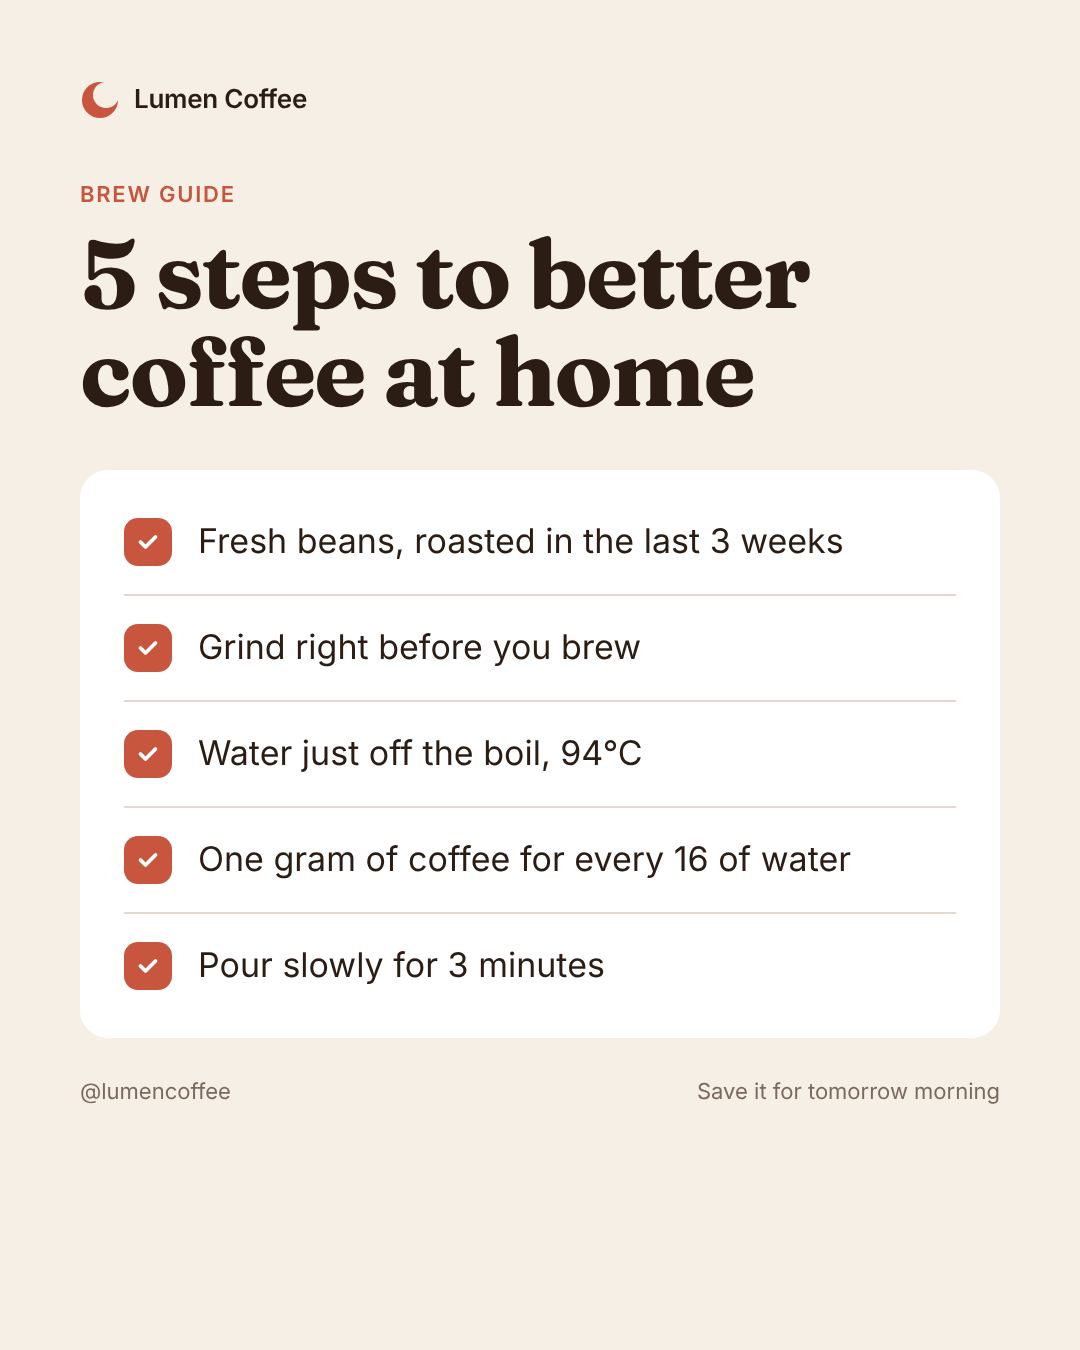 Lumen Coffee
BREW GUIDE
5 steps to better
coffee at home
Fresh beans, roasted in the last 3 weeks
Grind right before you brew
Water just off the boil, 94°C
One gram of coffee for every 16 of water
Pour slowly for 3 minutes
@lumencoffee
Save it for tomorrow morning